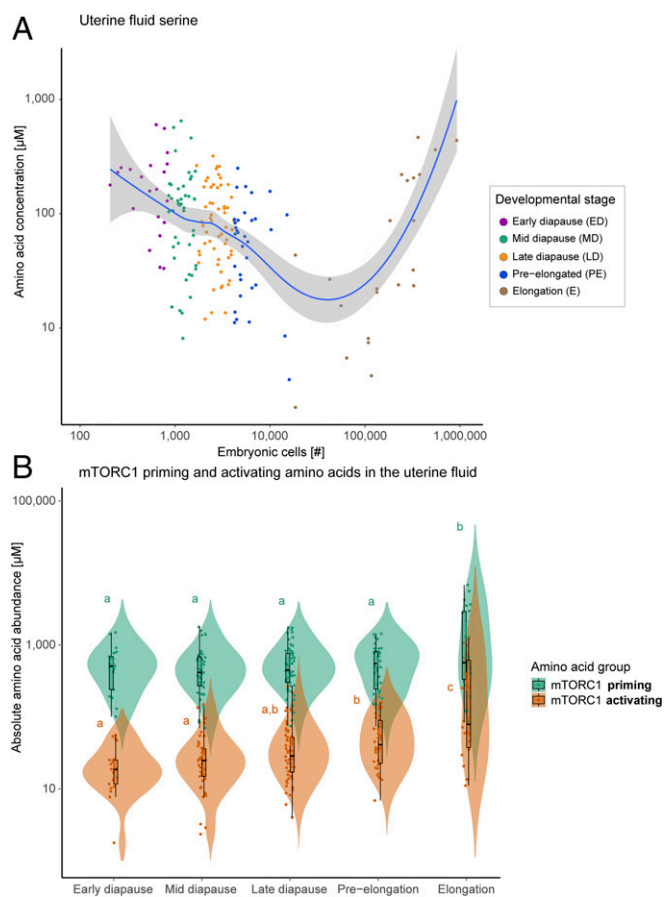 A
Uterine fluid serine
Amino acid concentration [µM]
1,000
100
10
100
1,000
10,000
100,000
1,000,000
Embryonic cells [#]
Developmental stage
Early diapause (ED)
Mid diapause (MD)
Late diapause (LD)
Pre-elongated (PE)
Elongation (E)
B
mTORC1 priming and activating amino acids in the uterine fluid
Absolute amino acid abundance [µM]
100,000
1,000
10
a
a
a
a
b
a
a
a,b
b
c
Early diapause
Mid diapause
Late diapause
Pre-elongation
Elongation
Amino acid group
mTORC1 priming
mTORC1 activating